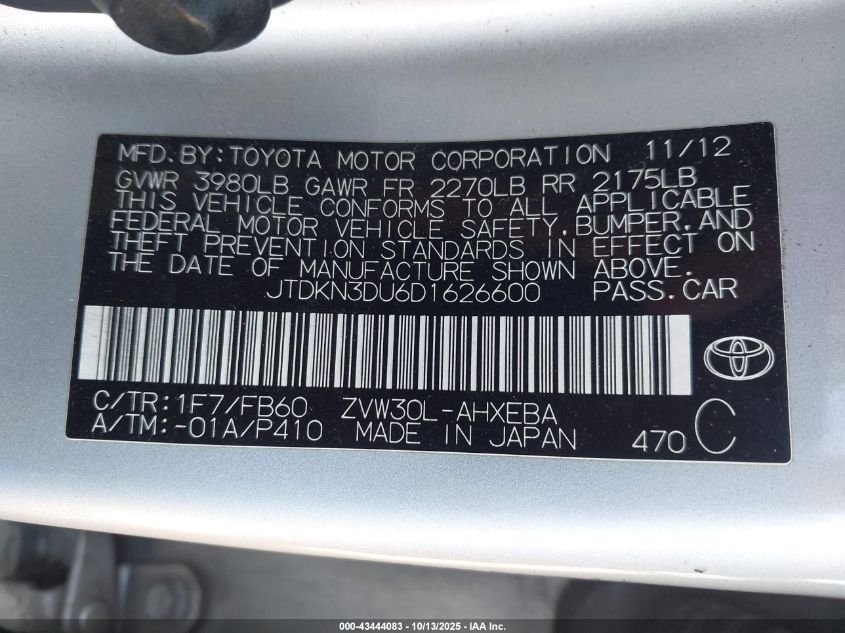 MFD. BY: TOYOTA MOTOR CORPORATION 11/12
GVWR 3980LB GAWR FR 2270LB RR 2175LB
THIS VEHICLE CONFORMS TO ALL APPLICABLE
FEDERAL MOTOR VEHICLE SAFETY, BUMPER, AND
THEFT PREVENTION STANDARDS IN EFFECT ON
THE DATE OF MANUFACTURE SHOWN ABOVE.
JTDKN3DU6D1626600 PASS. CAR
C/TR: 1F7/FB60 ZVW30L-AHXEBA
A/TM: -01A/P410 MADE IN JAPAN 470 C
000-43444083 - 10/13/2025 - IAA Inc.